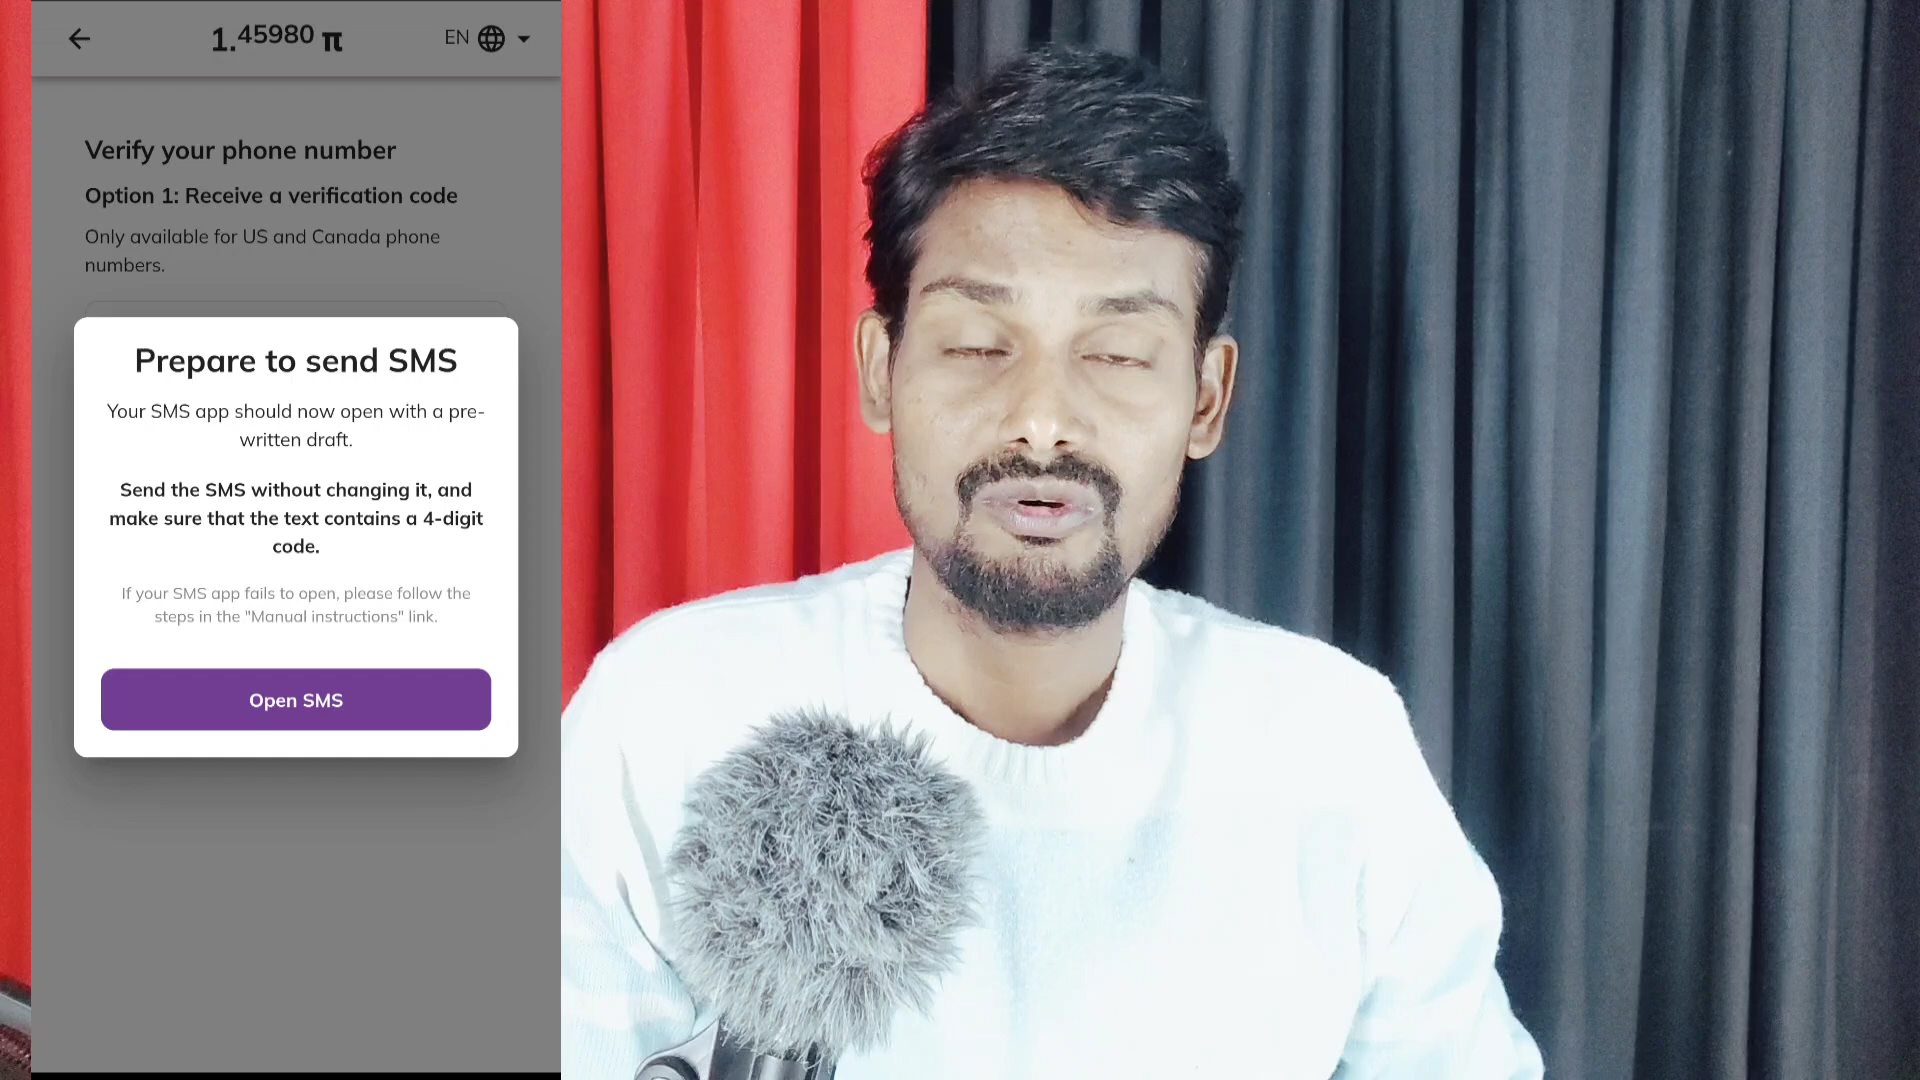 1.45980 π EN
Verify your phone number
Option 1: Receive a verification code
Only available for US and Canada phone
numbers.
Prepare to send SMS
Your SMS app should now open with a pre-
written draft.
Send the SMS without changing it, and
make sure that the text contains a 4-digit
code.
If your SMS app fails to open, please follow the
steps in the "Manual instructions" link.
Open SMS